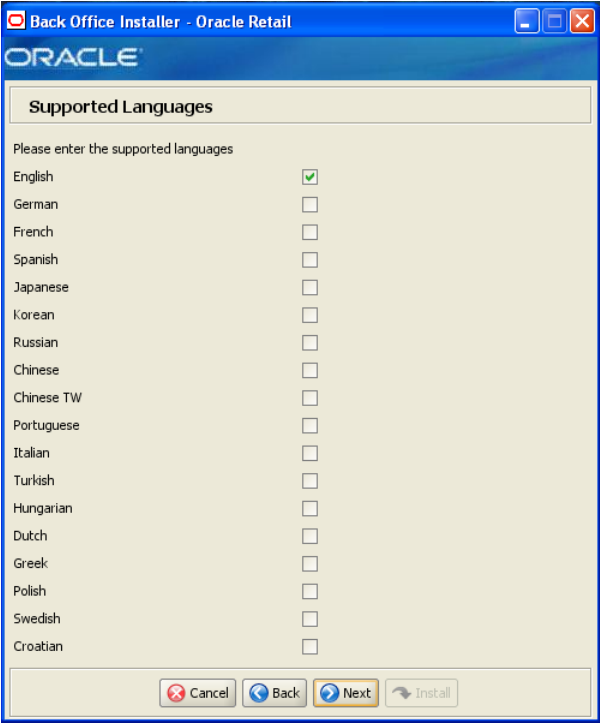 Back Office Installer - Oracle Retail
ORACLE
Supported Languages
Please enter the supported languages
English
German
French
Spanish
Japanese
Korean
Russian
Chinese
Chinese TW
Portuguese
Italian
Turkish
Hungarian
Dutch
Greek
Polish
Swedish
Croatian
Cancel Back Next Install